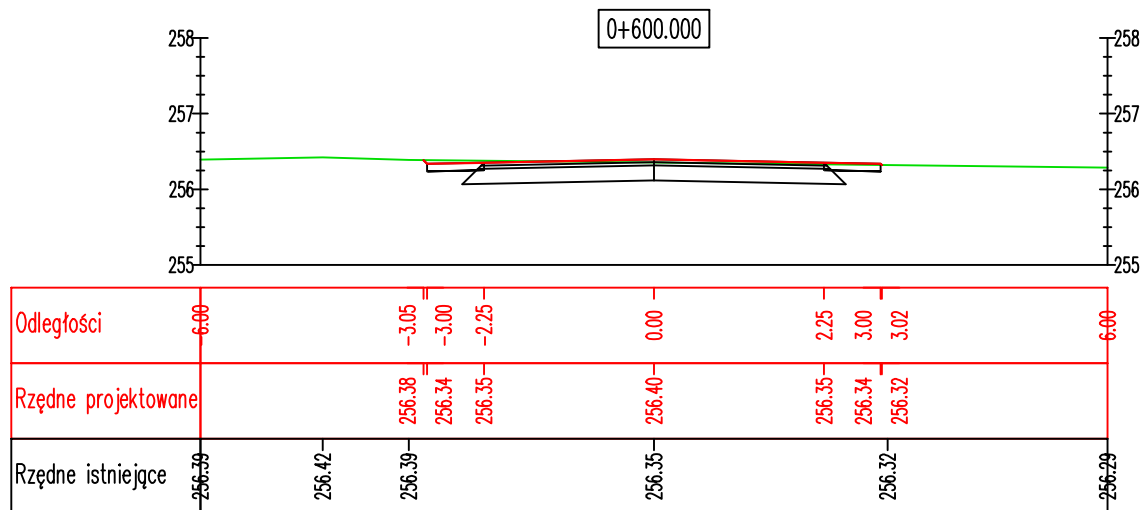 0+600.000
258 258
257 257
256 256
255 255
Odległości -6.00 -3.05 -3.00 -2.25 0.00 2.25 3.00 3.02 6.00
Rzędne projektowane 256.38 256.34 256.35 256.40 256.35 256.34 256.32
Rzędne istniejące 256.39 256.42 256.39 256.35 256.32 256.29